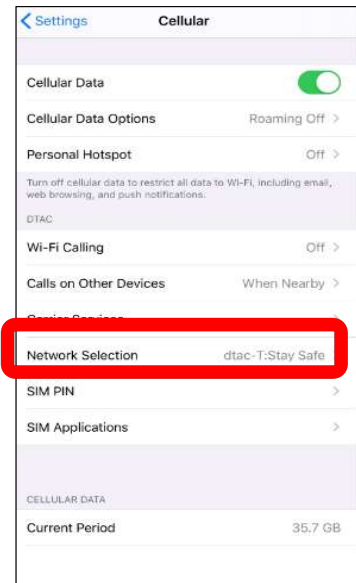 Settings
Cellular
Cellular Data
Cellular Data Options Roaming Off
Personal Hotspot Off
Turn off cellular data to restrict all data to Wi-Fi, including email,
web browsing, and push notifications.
DTAC
Wi-Fi Calling Off
Calls on Other Devices When Nearby
Carrier Services
Network Selection dtac-T:Stay Safe
SIM PIN
SIM Applications
CELLULAR DATA
Current Period 35.7 GB